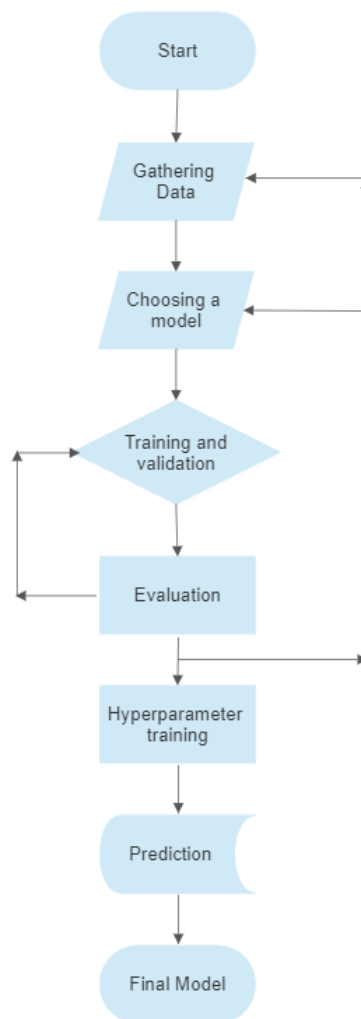 Start
Gathering
Data
Choosing a
model
Training and
validation
Evaluation
Hyperparameter
training
Prediction
Final Model